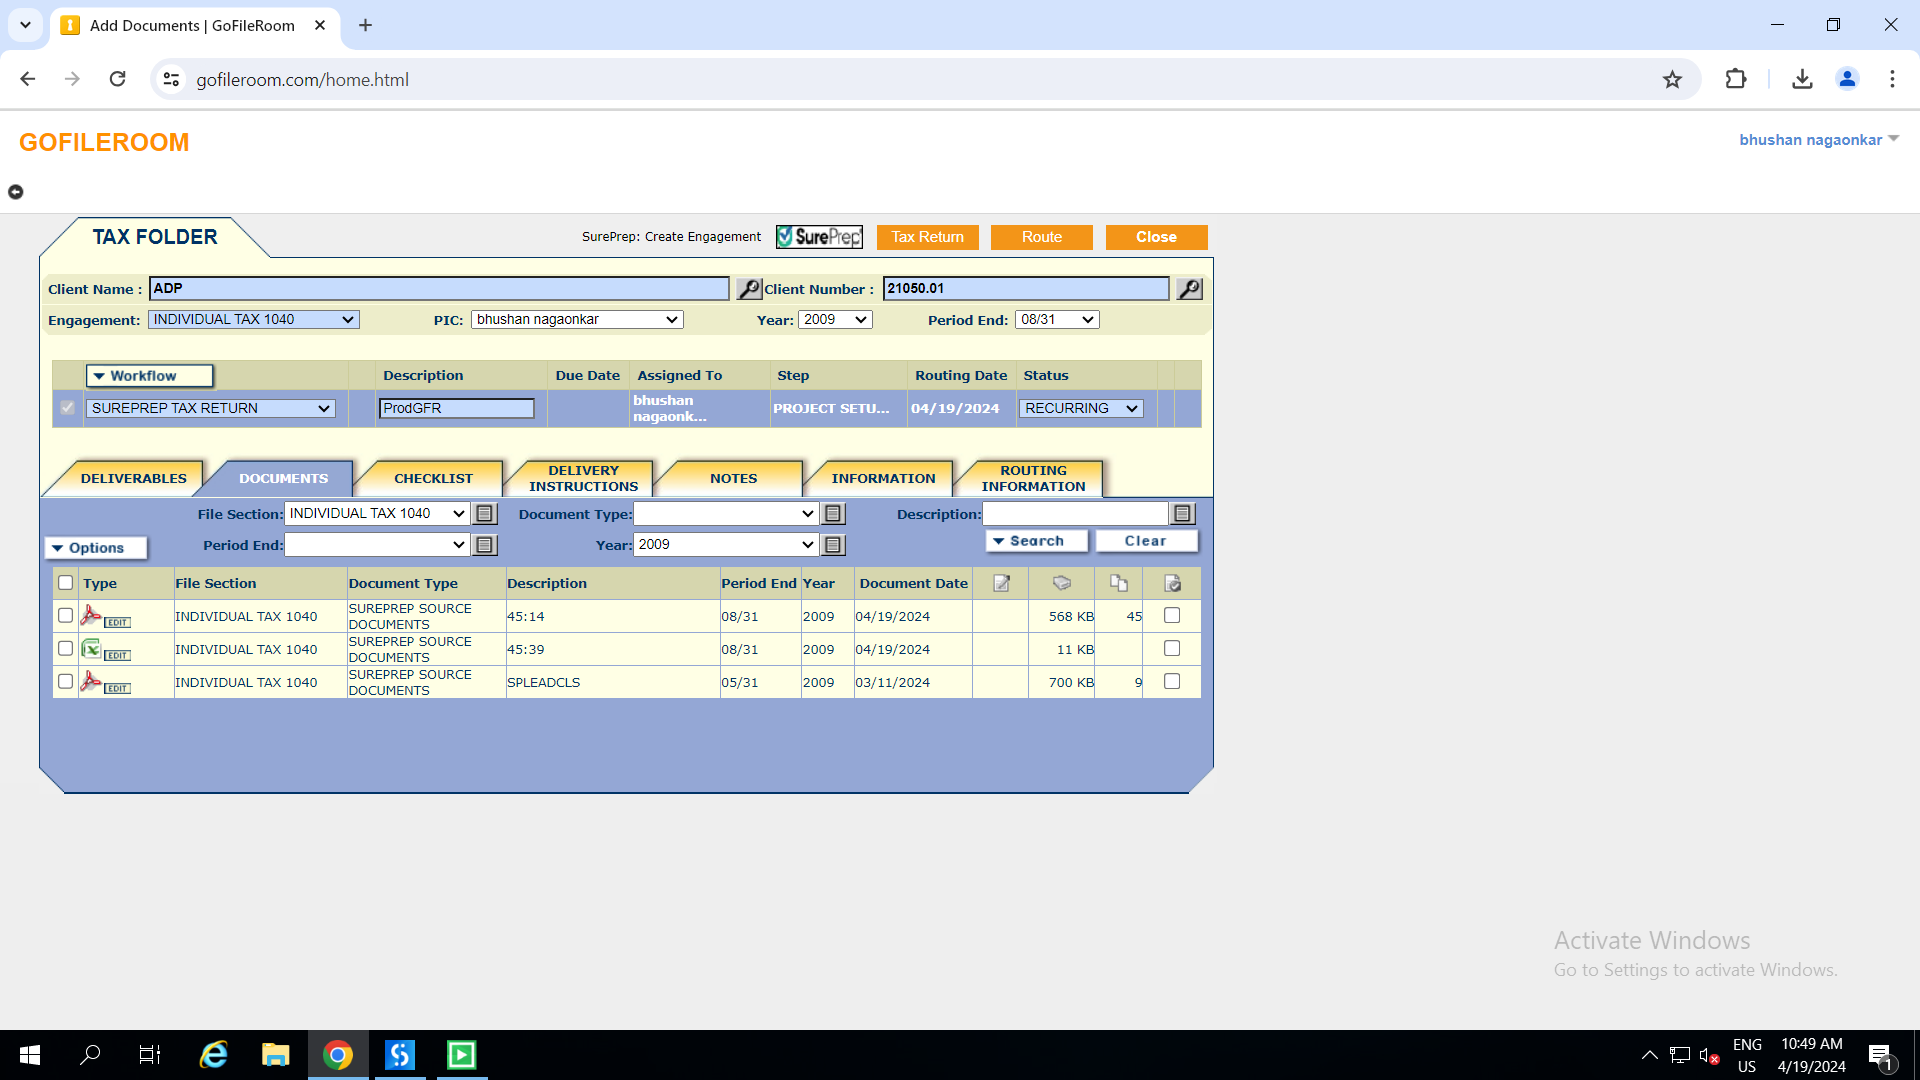 Add Documents | GoFileRoom
gofileroom.com/home.html
GOFILEROOM
bhushan nagaonkar
TAX FOLDER
SurePrep: Create Engagement
SurePrep
Tax Return
Route
Close
Client Name :
ADP
Client Number :
21050.01
Engagement:
INDIVIDUAL TAX 1040
PIC:
bhushan nagaonkar
Year:
2009
Period End:
08/31
Workflow
Description
Due Date
Assigned To
Step
Routing Date
Status
SUREPREP TAX RETURN
ProdGFR
bhushan
nagaonk...
PROJECT SETU...
04/19/2024
RECURRING
DELIVERABLES
DOCUMENTS
CHECKLIST
DELIVERY
INSTRUCTIONS
NOTES
INFORMATION
ROUTING
INFORMATION
File Section:
INDIVIDUAL TAX 1040
Document Type:
Description:
Options
Period End:
Year:
2009
Search
Clear
Type
File Section
Document Type
Description
Period End
Year
Document Date
EDIT
INDIVIDUAL TAX 1040
SUREPREP SOURCE
DOCUMENTS
45:14
08/31
2009
04/19/2024
568 KB
45
EDIT
INDIVIDUAL TAX 1040
SUREPREP SOURCE
DOCUMENTS
45:39
08/31
2009
04/19/2024
11 KB
EDIT
INDIVIDUAL TAX 1040
SUREPREP SOURCE
DOCUMENTS
SPLEADCLS
05/31
2009
03/11/2024
700 KB
9
Activate Windows
Go to Settings to activate Windows.
ENG
US
10:49 AM
4/19/2024
1